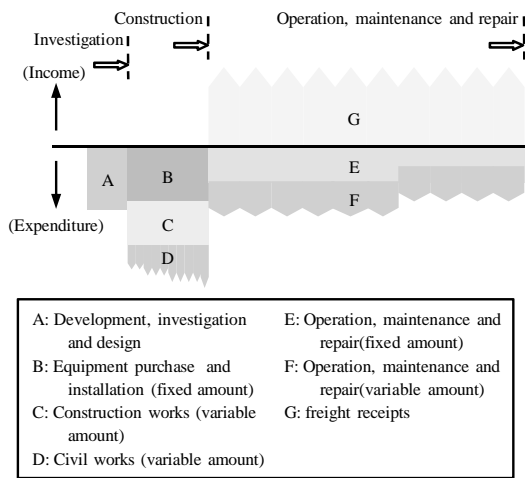 Construction
Operation, maintenance and repair
Investigation
(Income)
G
A
B
E
F
(Expenditure)
C
D
A: Development, investigation
and design
B: Equipment purchase and
installation (fixed amount)
C: Construction works (variable
amount)
D: Civil works (variable amount)
E: Operation, maintenance and
repair(fixed amount)
F: Operation, maintenance and
repair(variable amount)
G: freight receipts